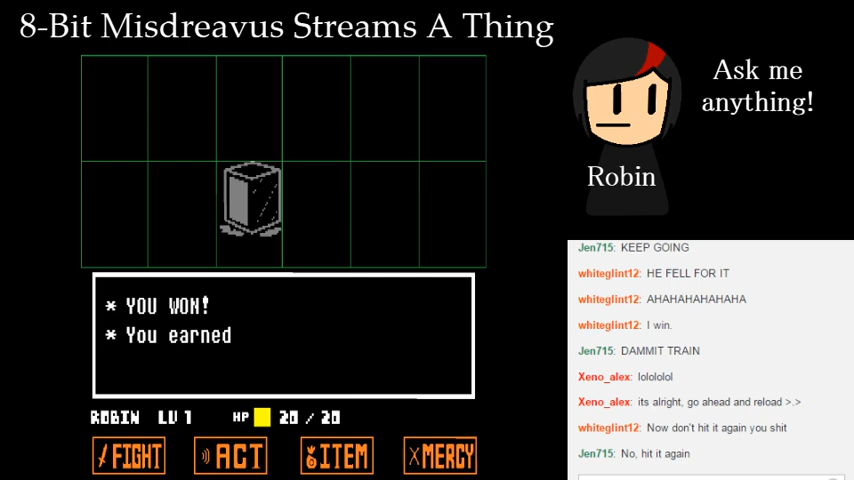 8-Bit Misdreavus Streams A Thing
Ask me
anything!
Robin
* YOU WON!
* You earned
ROBIN LV 1 HP 20 / 20
FIGHT ACT ITEM MERCY
Jen715: KEEP GOING
whiteglint12: HE FELL FOR IT
whiteglint12: AHAHAHAHAHAHA
whiteglint12: I win.
Jen715: DAMMIT TRAIN
Xeno_alex: lolololol
Xeno_alex: its alright, go ahead and reload >.>
whiteglint12: Now don't hit it again you shit
Jen715: No, hit it again